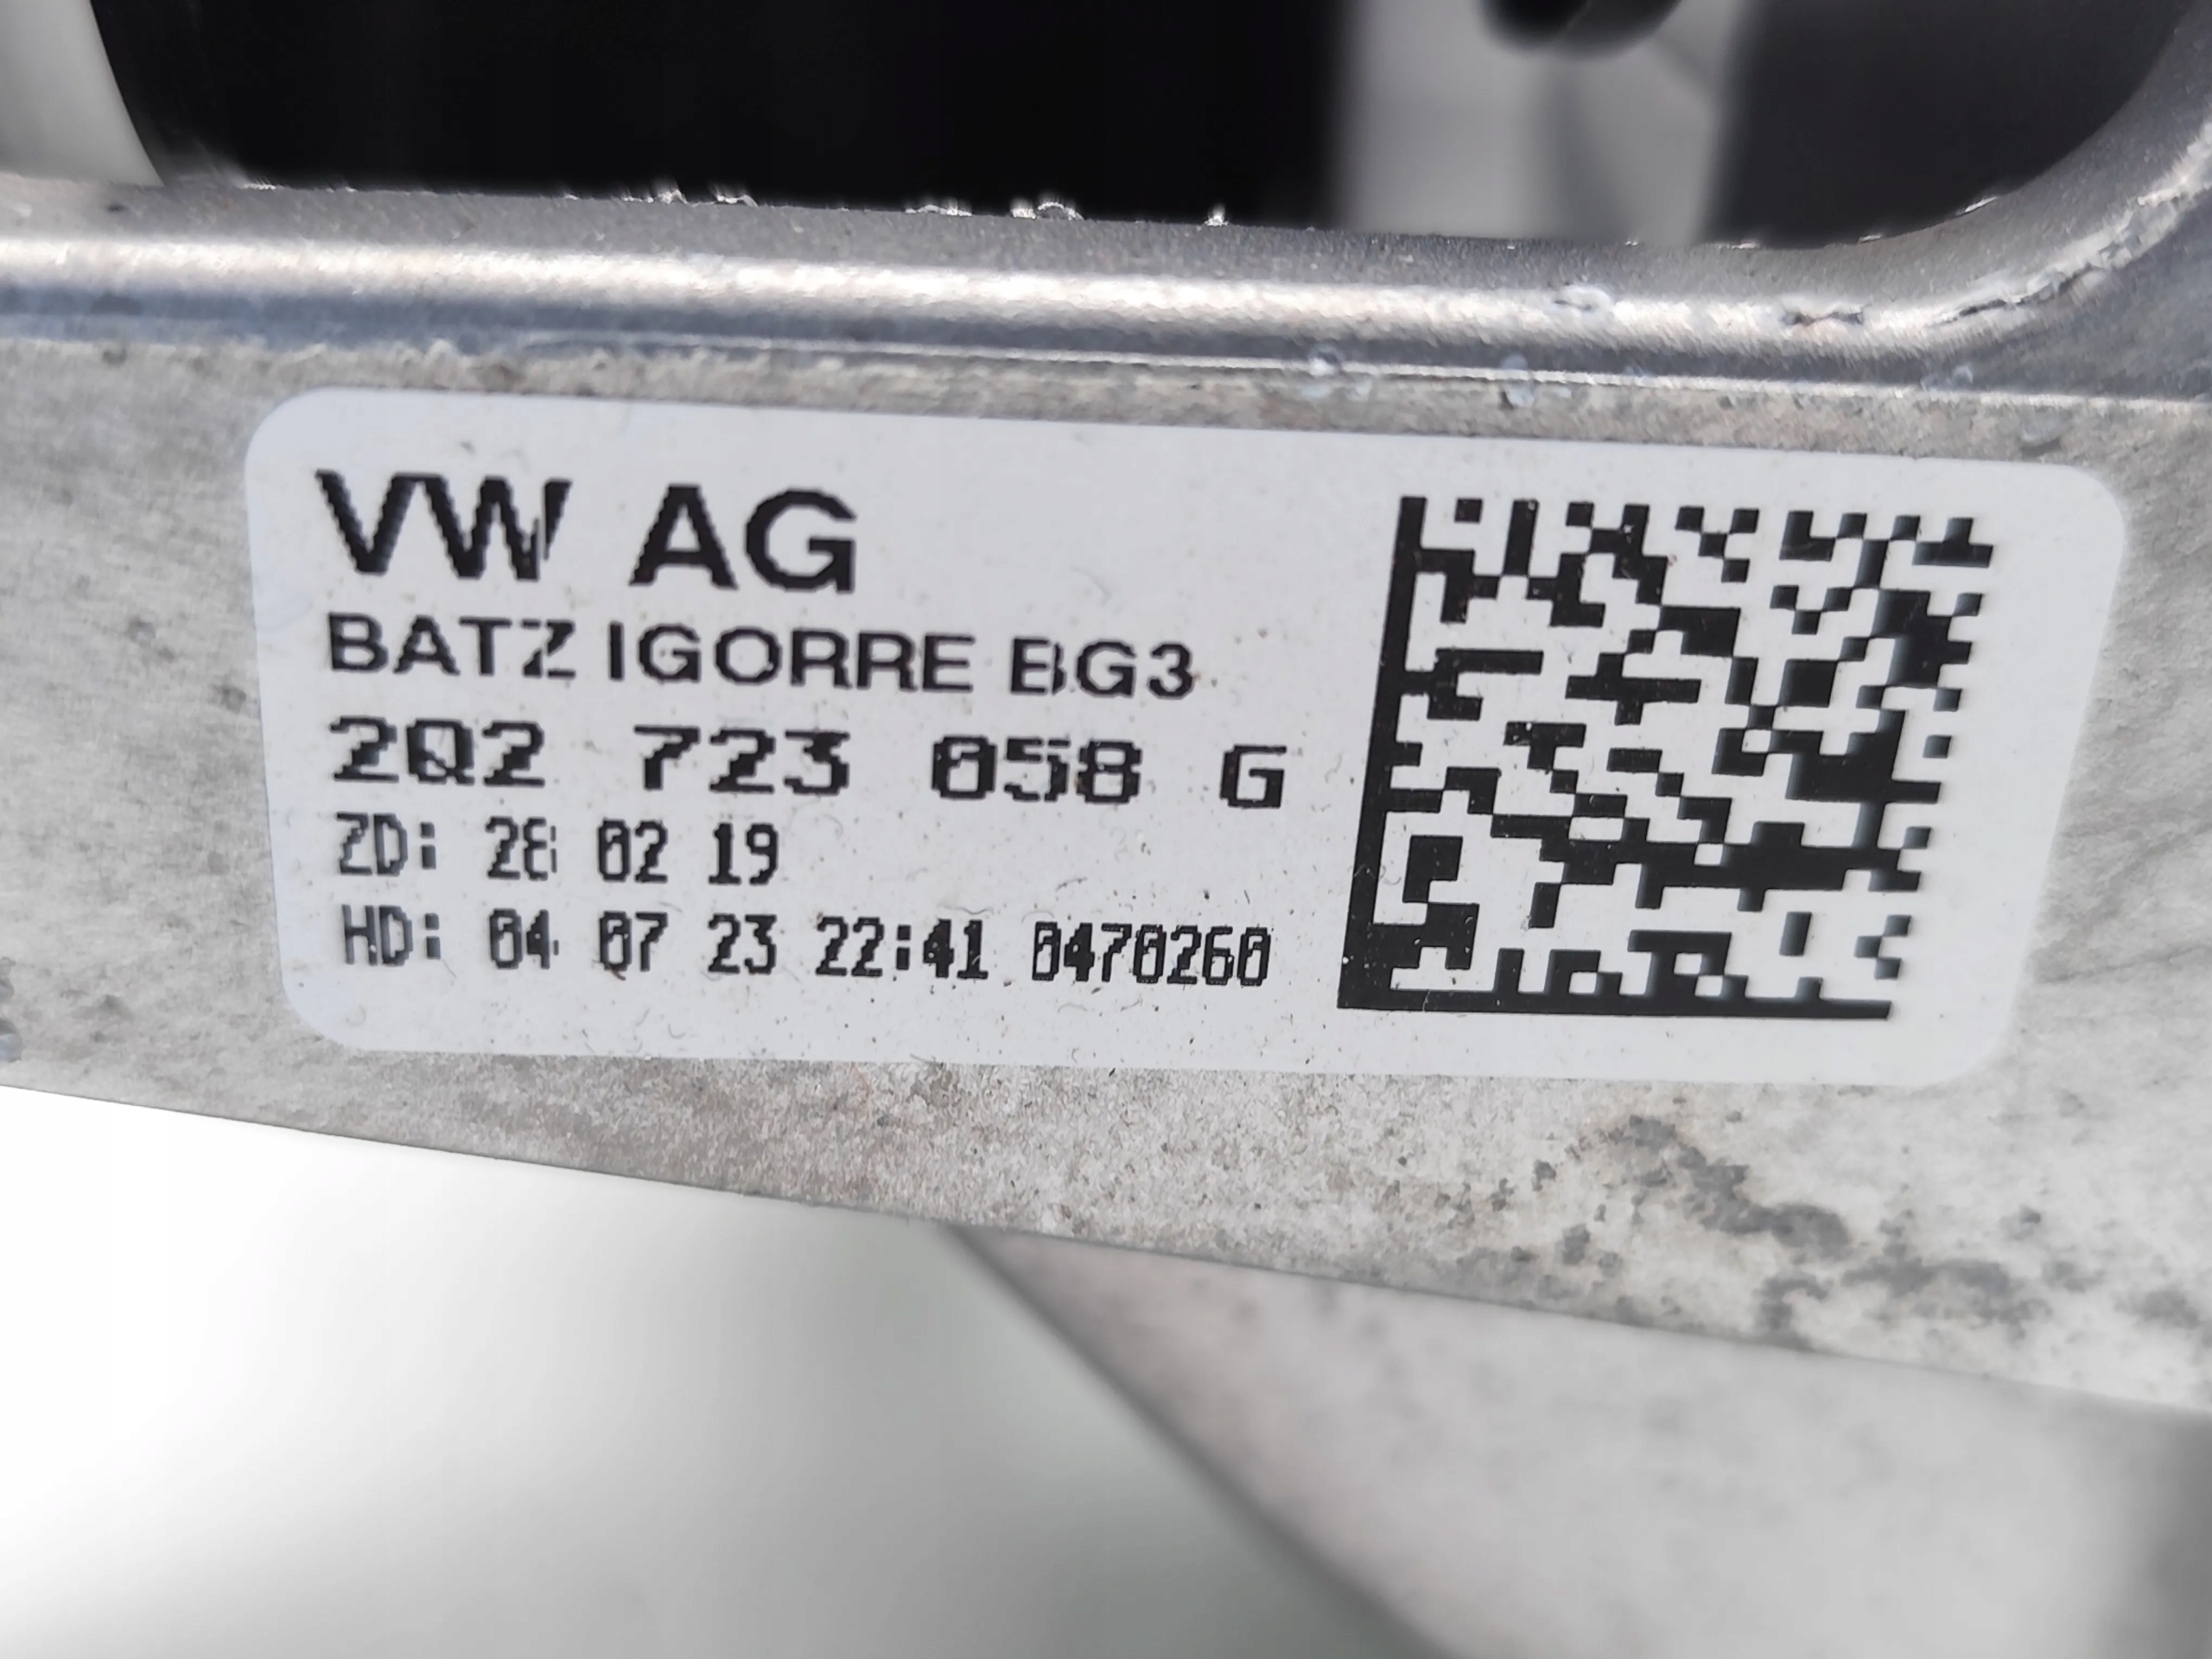 VW AG
BATZ IGORRE BG3
2Q2 723 058 G
ZD: 28 02 19
HD: 04 07 23 22:41 0470260